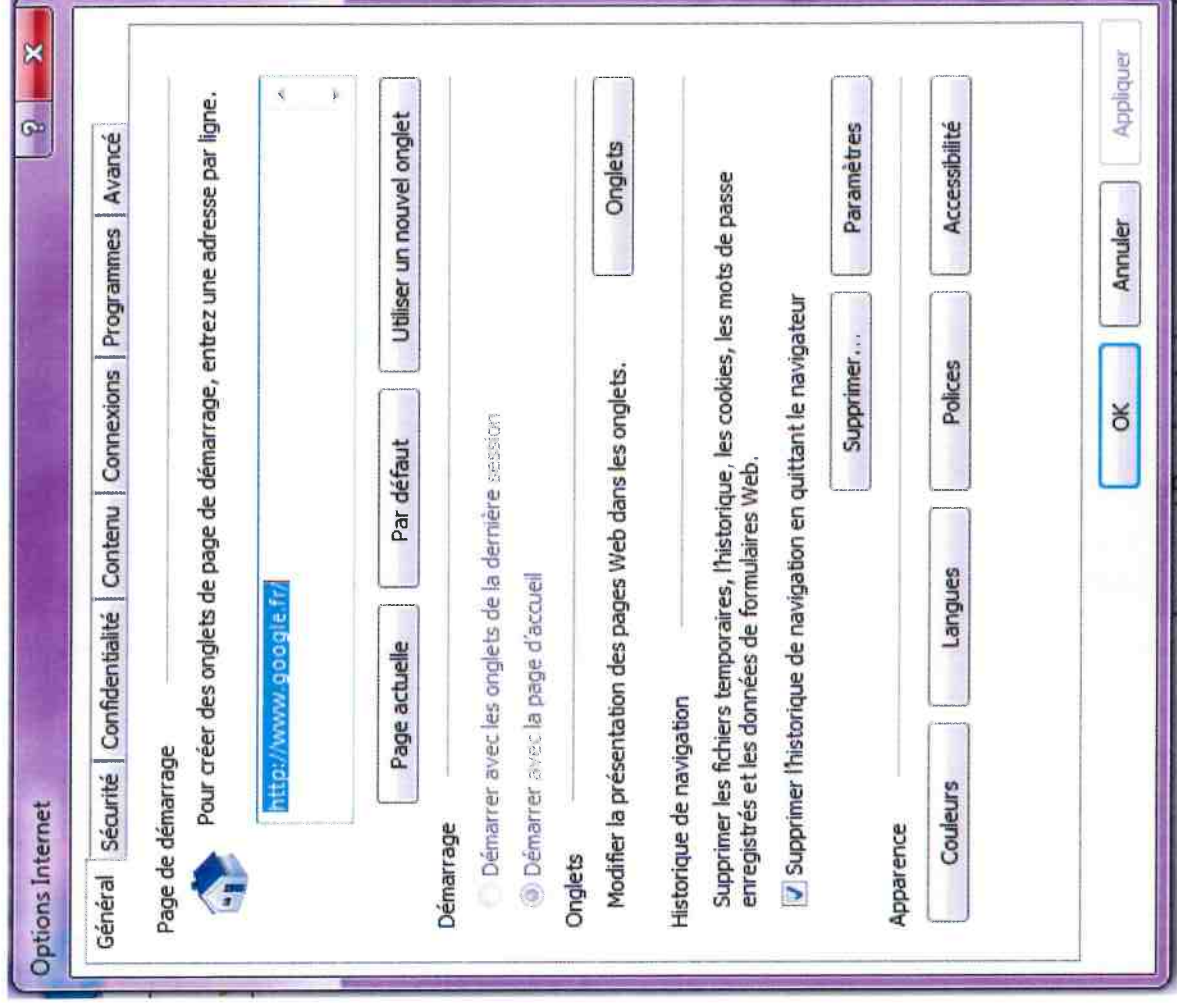 Options Internet
?
X
Général
Sécurité
Confidentialité
Contenu
Connexions
Programmes
Avancé
Page de démarrage
Pour créer des onglets de page de démarrage, entrez une adresse par ligne.
http://www.google.fr/
Page actuelle
Par défaut
Utiliser un nouvel onglet
Démarrage
Démarrer avec les onglets de la dernière session
Démarrer avec la page d'accueil
Onglets
Modifier la présentation des pages Web dans les onglets.
Onglets
Historique de navigation
Supprimer les fichiers temporaires, l'historique, les cookies, les mots de passe
enregistrés et les données de formulaires Web.
Supprimer l'historique de navigation en quittant le navigateur
Supprimer...
Paramètres
Apparence
Couleurs
Langues
Polices
Accessibilité
OK
Annuler
Appliquer